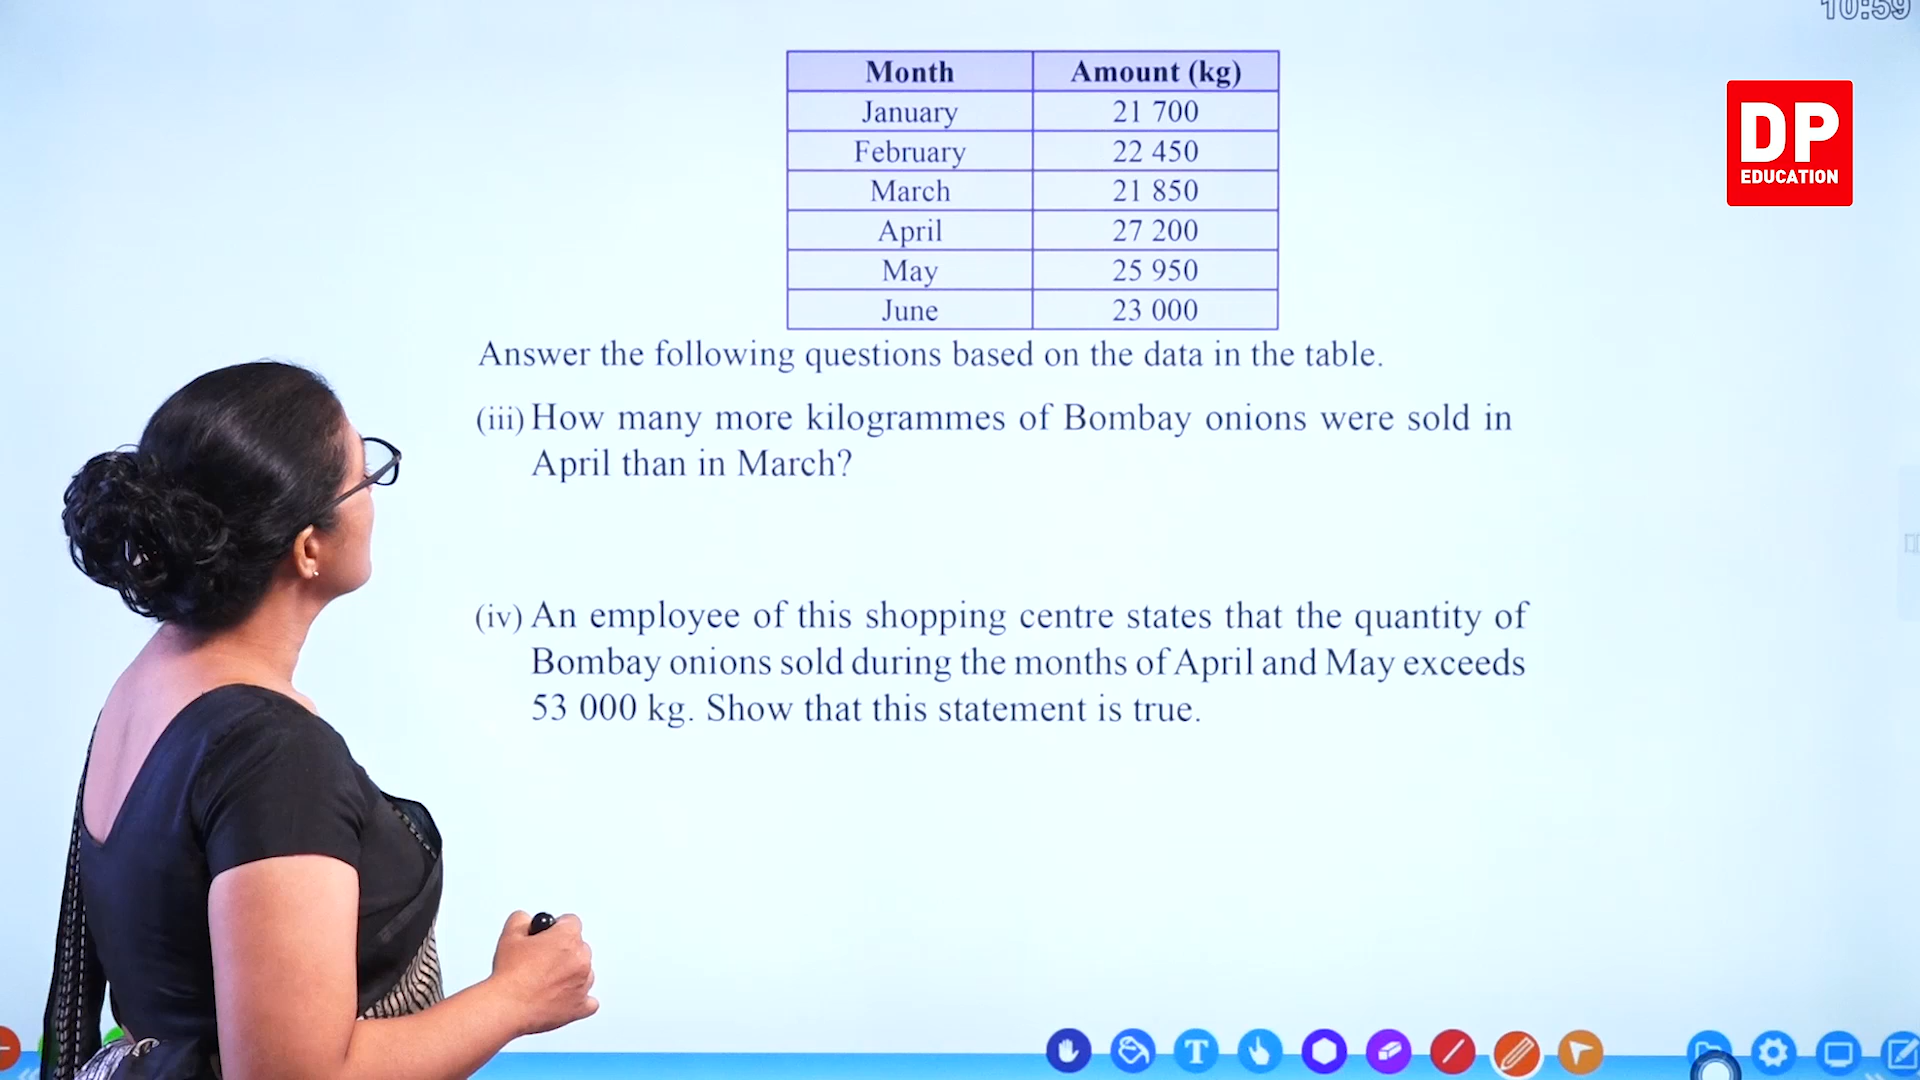 10:59
Month Amount (kg)
January 21 700
February 22 450
March 21 850
April 27 200
May 25 950
June 23 000
DP
EDUCATION
Answer the following questions based on the data in the table.
(iii) How many more kilogrammes of Bombay onions were sold in
April than in March?
(iv) An employee of this shopping centre states that the quantity of
Bombay onions sold during the months of April and May exceeds
53 000 kg. Show that this statement is true.
T